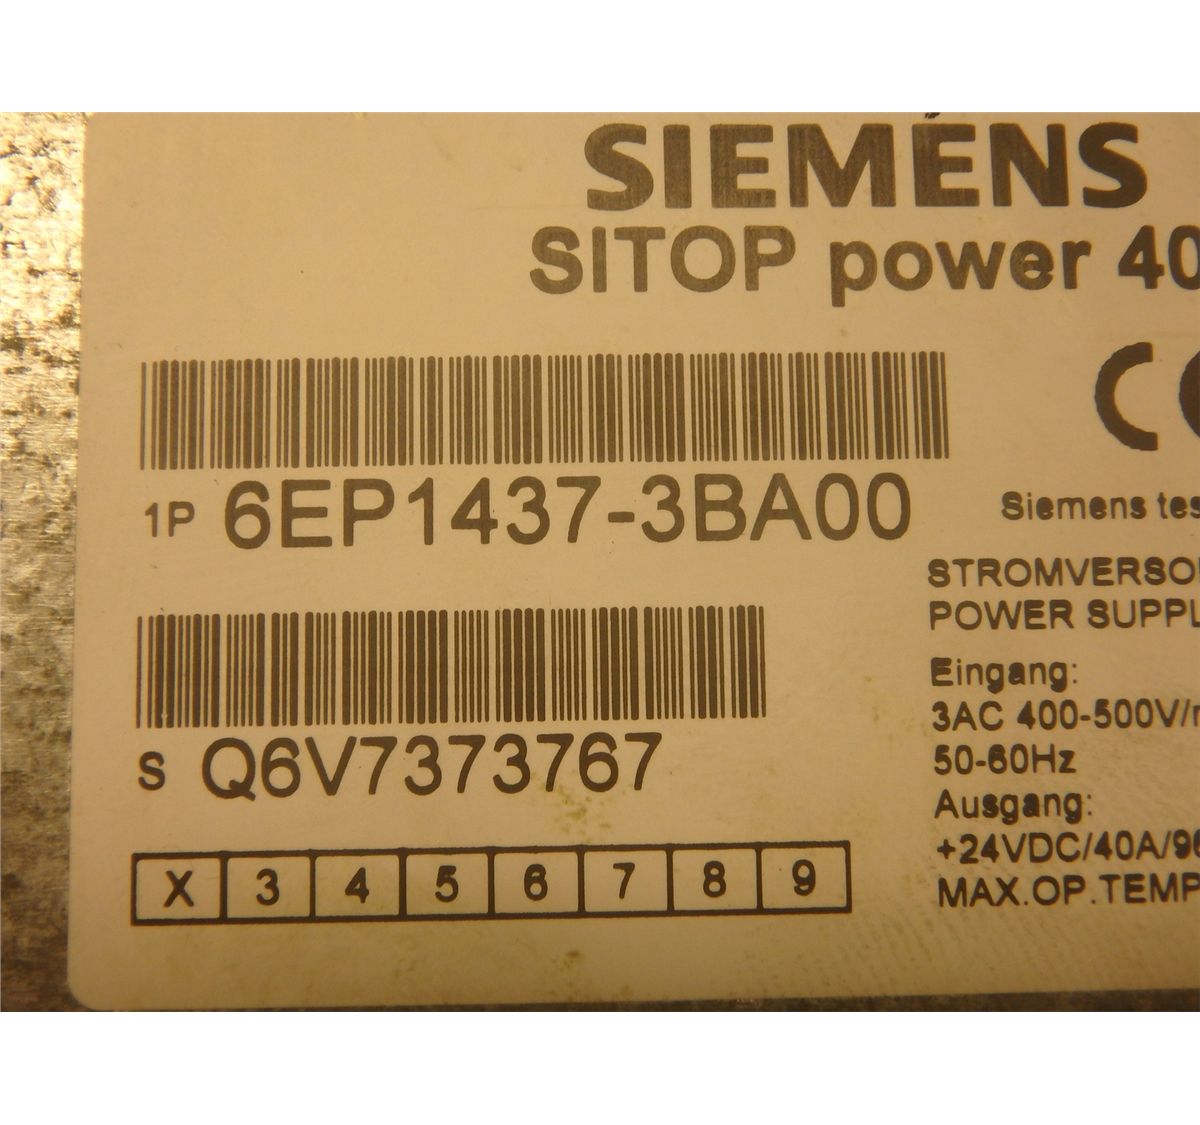 SIEMENS
SITOP power 40
1P 6EP1437-3BA00
Siemens tes
STROMVERSO
POWER SUPPL
Eingang:
3AC 400-500V/
50-60Hz
S Q6V7373767
Ausgang:
+24VDC/40A/96
MAX.OP.TEMP
X 3 4 5 6 7 8 9